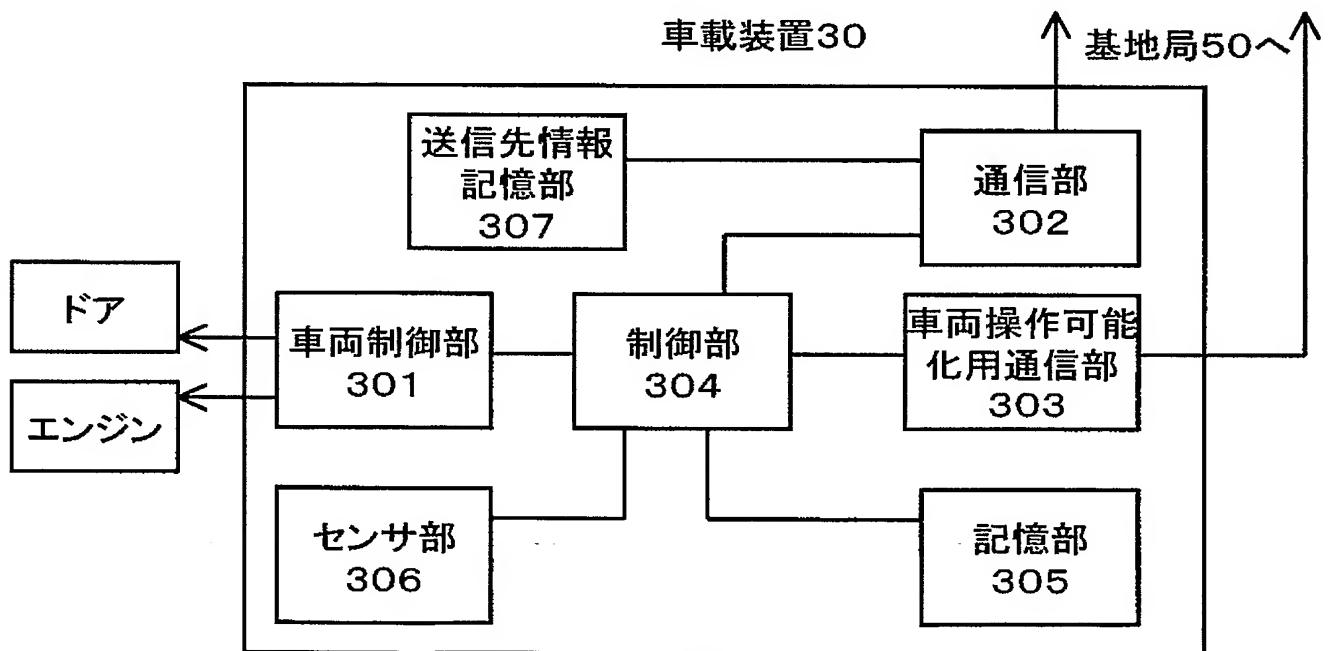 車載装置30
基地局50へ
送信先情報
記憶部
307
通信部
302
ドア
エンジン
車両制御部
301
制御部
304
車両操作可能
化用通信部
303
センサ部
306
記憶部
305